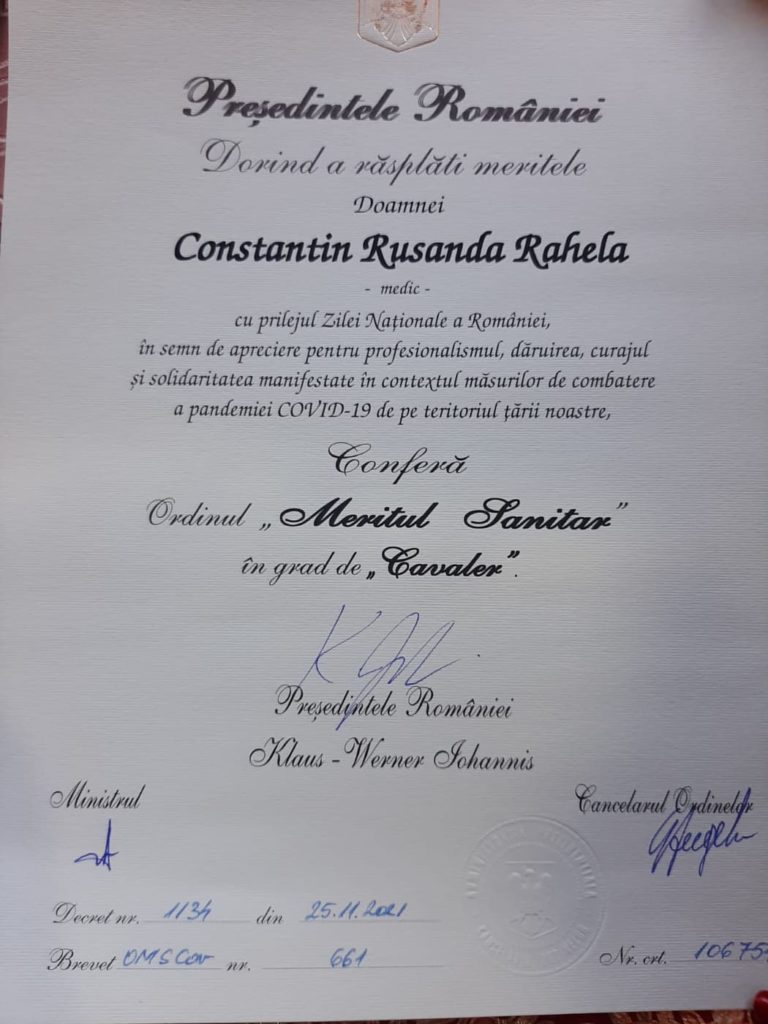 Președintele României
Dorind a răsplăti meritele
Doamnei
Constantin Rusanda Rahela
- medic -
cu prilejul Zilei Naționale a României,
în semn de apreciere pentru profesionalismul, dăruirea, curajul
și solidaritatea manifestate în contextul măsurilor de combatere
a pandemiei COVID-19 de pe teritoriul țării noastre,
Conferă
Ordinul „Meritul Sanitar”
în grad de „Cavaler”.
Președintele României
Klaus - Werner Iohannis
Ministrul
Cancelarul Ordinelor
Decret nr. 1134 din 25.11.2021
Brevet OMSCov nr. 661
Nr. crt. 10675